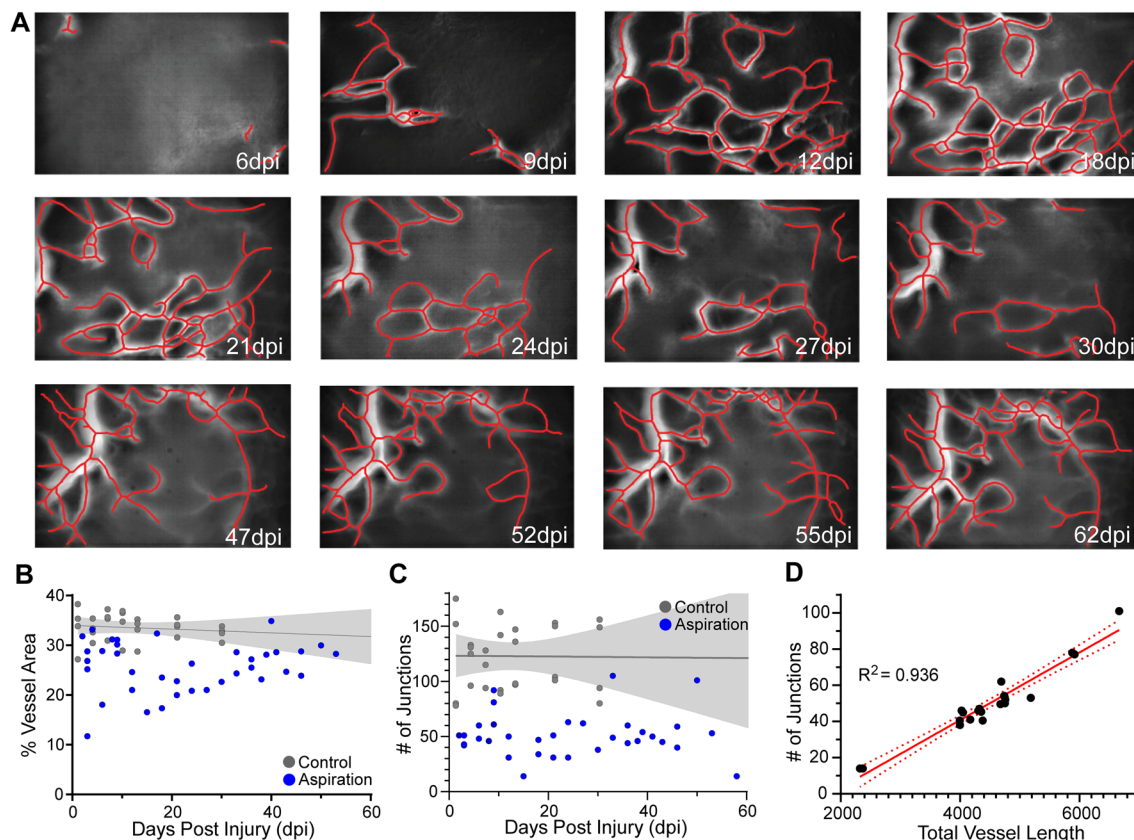 A
6dpi
9dpi
12dpi
18dpi
21dpi
24dpi
27dpi
30dpi
47dpi
52dpi
55dpi
62dpi
B
% Vessel Area
40
30
20
10
0
0
20
40
60
Days Post Injury (dpi)
Control
Aspiration
C
# of Junctions
150
100
50
0
0
20
40
60
Days Post Injury (dpi)
Control
Aspiration
D
# of Junctions
100
80
60
40
20
0
2000
4000
6000
Total Vessel Length
R2 = 0.936